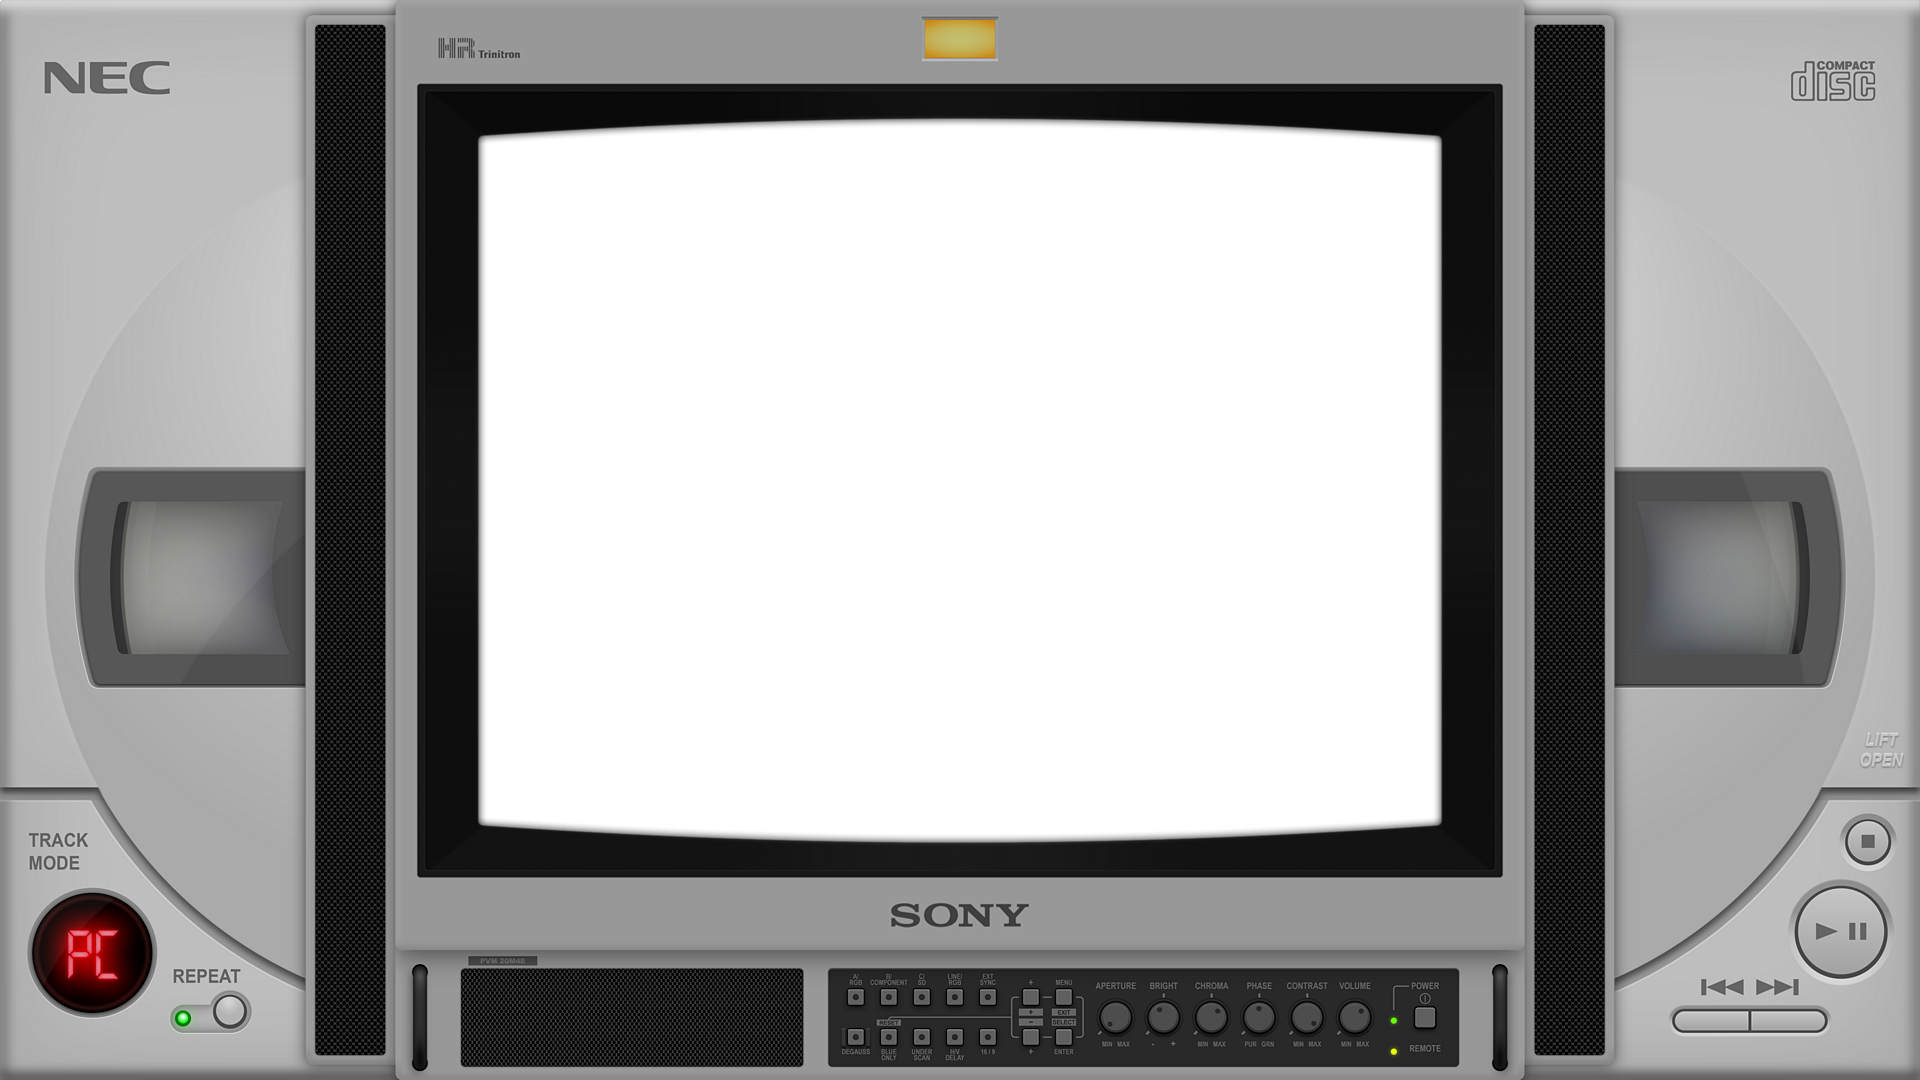 NEC
HR Trinitron
COMPACT
disc
LIFT
OPEN
TRACK
MODE
PC
REPEAT
SONY
PVM 20M4E
A/
RGB
B/
COMPONENT
C/
SD
LINE/
RGB
EXT
SYNC
+
MENU
+
EXIT
−
SELECT
RESET
DEGAUSS
BLUE
ONLY
UNDER
SCAN
H/V
DELAY
16 / 9
+
ENTER
APERTURE
BRIGHT
CHROMA
PHASE
CONTRAST
VOLUME
MIN MAX
- +
MIN MAX
PUR GRN
MIN MAX
MIN MAX
POWER
REMOTE